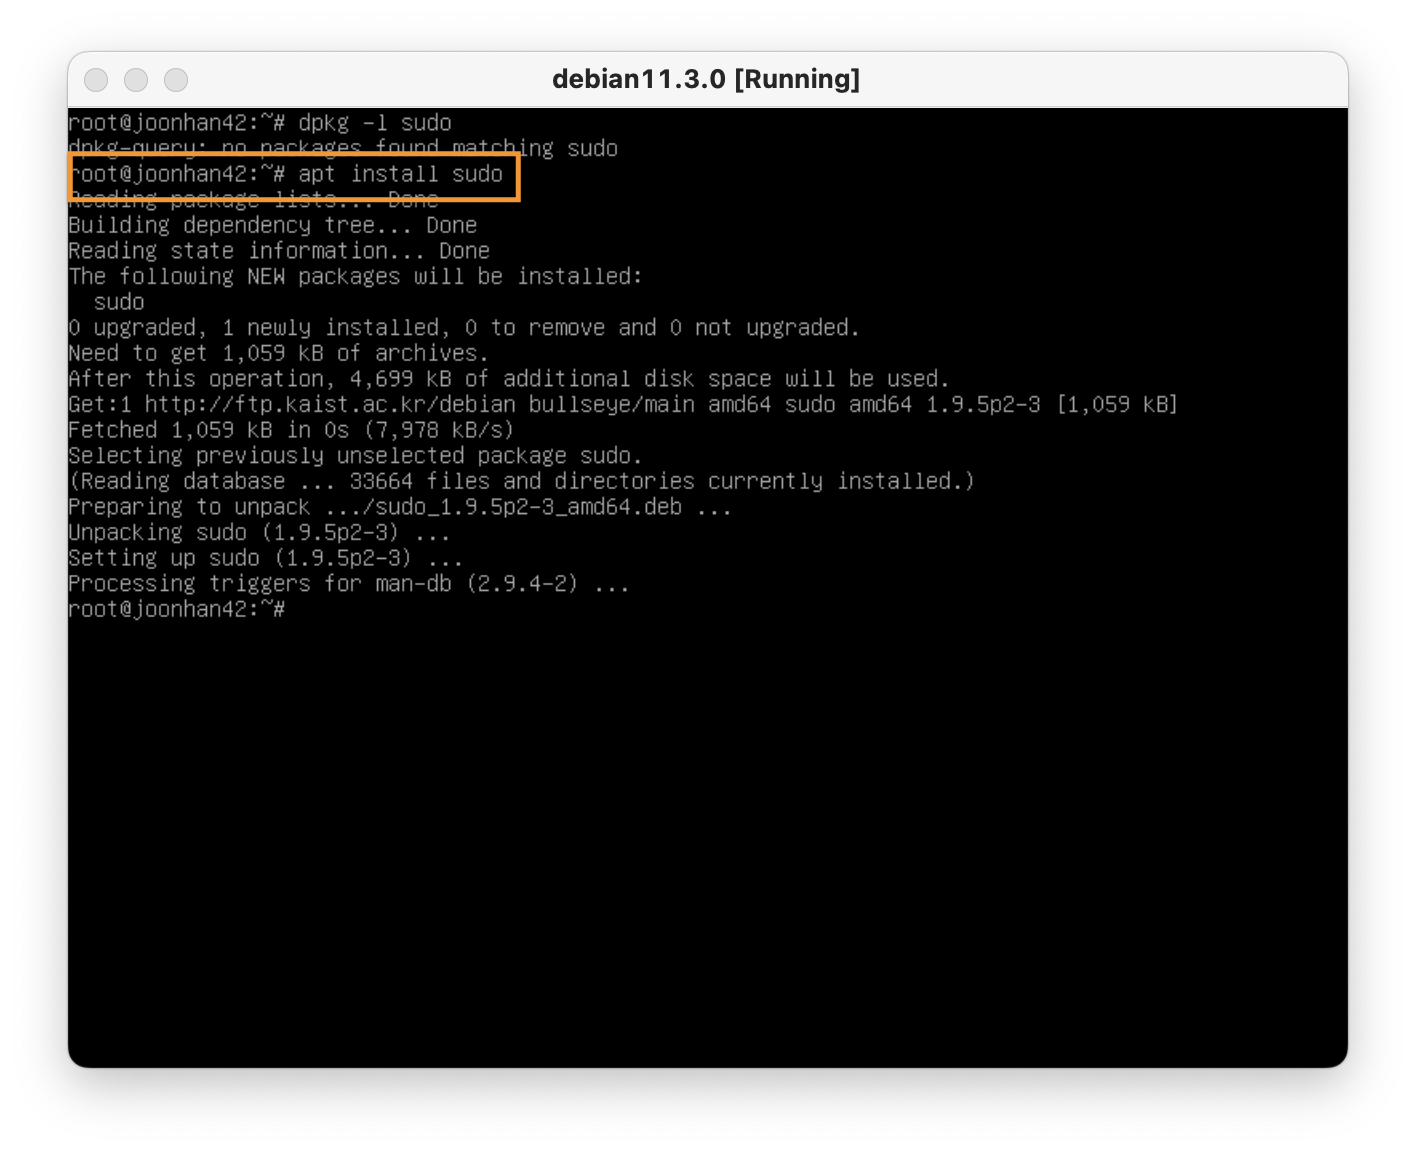 debian11.3.0 [Running]
root@joonhan42:~# dpkg -l sudo
dpkg-query: no packages found matching sudo
root@joonhan42:~# apt install sudo
Reading package lists... Done
Building dependency tree... Done
Reading state information... Done
The following NEW packages will be installed:
  sudo
0 upgraded, 1 newly installed, 0 to remove and 0 not upgraded.
Need to get 1,059 kB of archives.
After this operation, 4,699 kB of additional disk space will be used.
Get:1 http://ftp.kaist.ac.kr/debian bullseye/main amd64 sudo amd64 1.9.5p2-3 [1,059 kB]
Fetched 1,059 kB in 0s (7,978 kB/s)
Selecting previously unselected package sudo.
(Reading database ... 33664 files and directories currently installed.)
Preparing to unpack .../sudo_1.9.5p2-3_amd64.deb ...
Unpacking sudo (1.9.5p2-3) ...
Setting up sudo (1.9.5p2-3) ...
Processing triggers for man-db (2.9.4-2) ...
root@joonhan42:~#